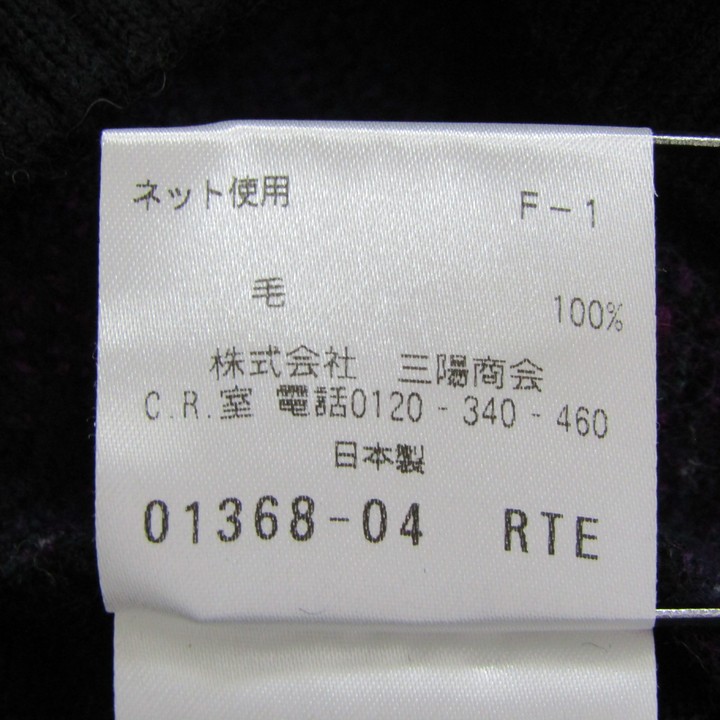 ネット使用 F-1
毛 100%
株式会社 三陽商会
C.R.室 電話0120-340-460
日本製
01368-04 RTE